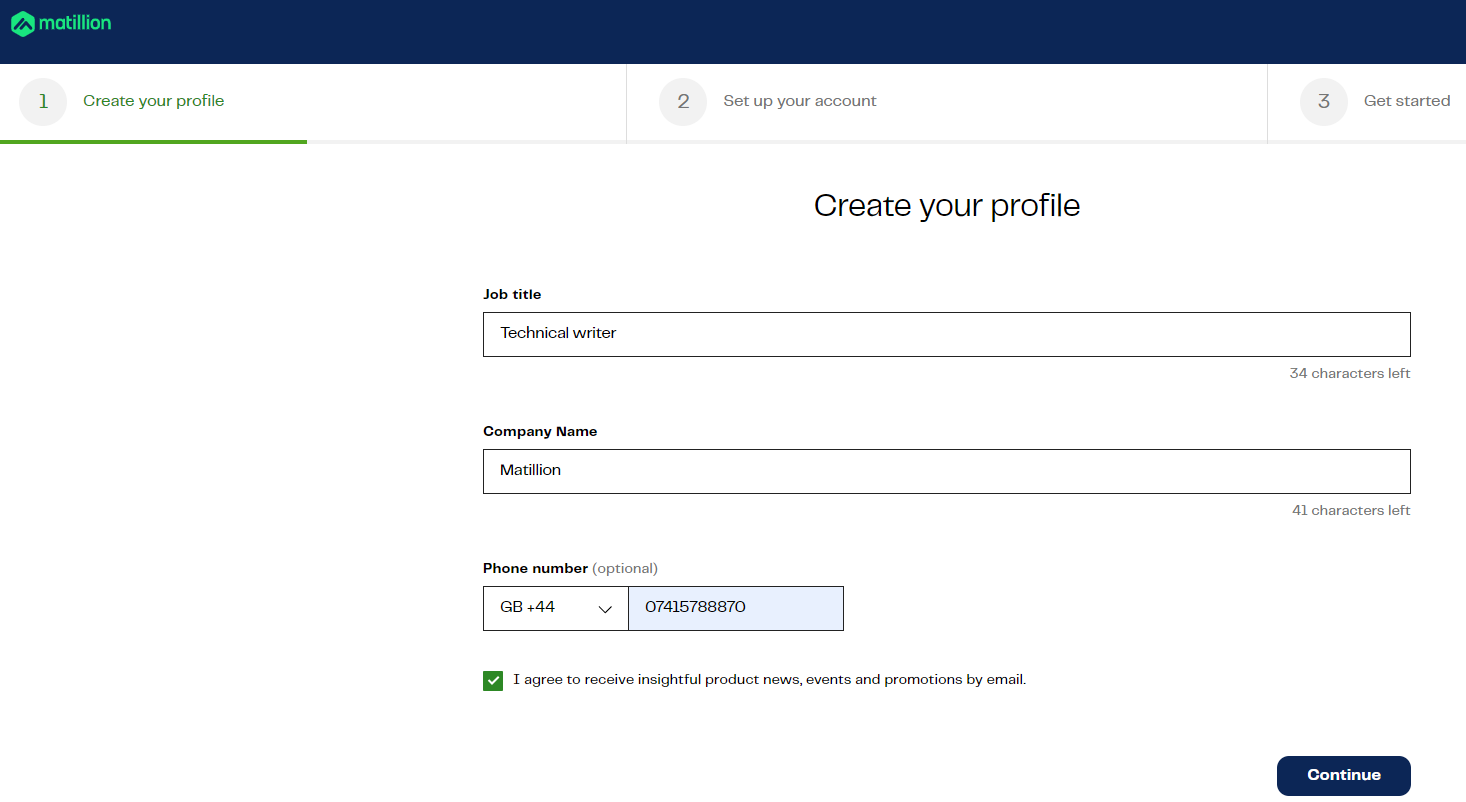 matillion
1 Create your profile
2 Set up your account
3 Get started
Create your profile
Job title
Technical writer
34 characters left
Company Name
Matillion
41 characters left
Phone number (optional)
GB +44 07415788870
I agree to receive insightful product news, events and promotions by email.
Continue